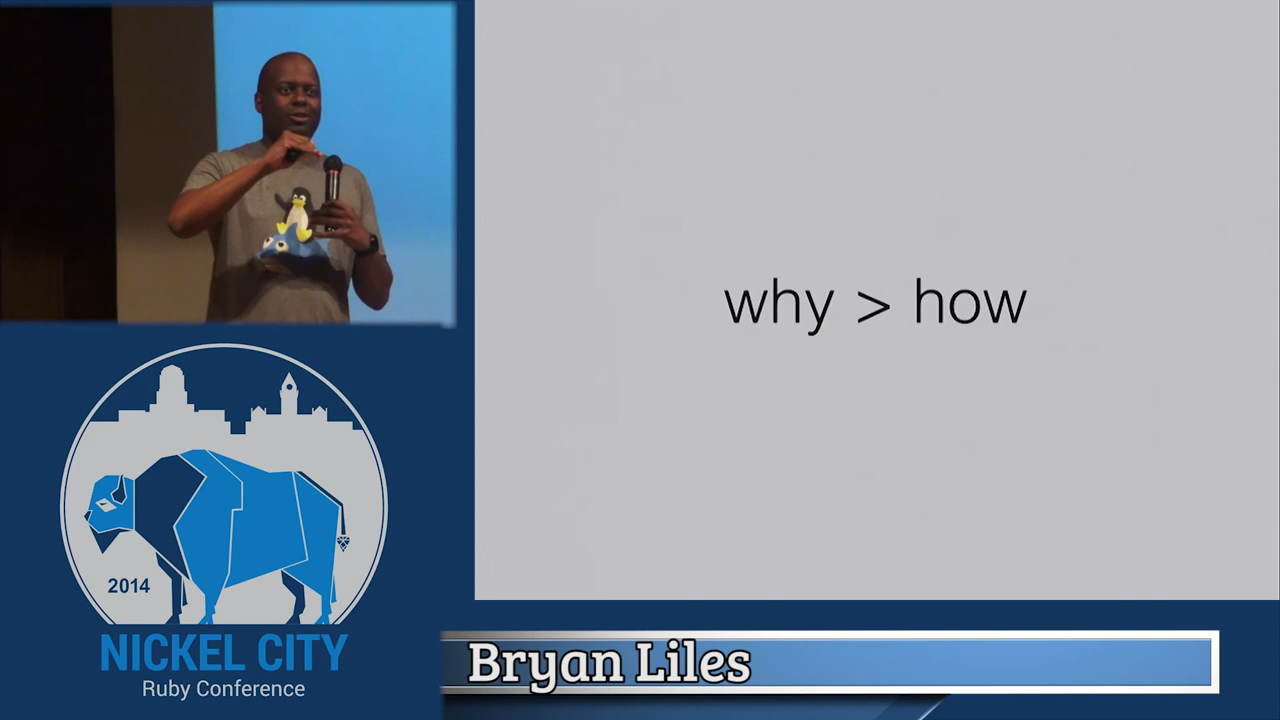 why > how
2014
NICKEL CITY
Ruby Conference
Bryan Liles